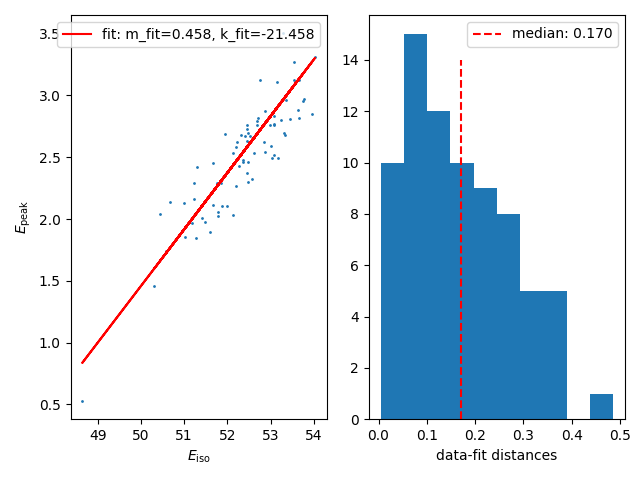 fit: m_fit=0.458, k_fit=-21.458
3.5
3.0
2.5
2.0
1.5
1.0
0.5
E_peak
49 50 51 52 53 54
E_iso
median: 0.170
14
12
10
8
6
4
2
0
0.0 0.1 0.2 0.3 0.4 0.5
data-fit distances